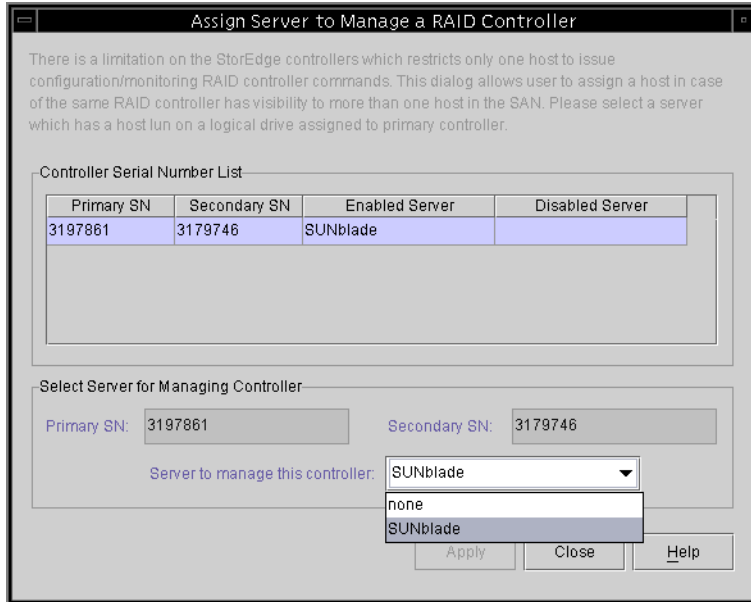 Assign Server to Manage a RAID Controller
There is a limitation on the StorEdge controllers which restricts only one host to issue
configuration/monitoring RAID controller commands. This dialog allows user to assign a host in case
of the same RAID controller has visibility to more than one host in the SAN. Please select a server
which has a host lun on a logical drive assigned to primary controller.
Controller Serial Number List
Primary SN Secondary SN Enabled Server Disabled Server
3197861 3179746 SUNblade
Select Server for Managing Controller
Primary SN: 3197861 Secondary SN: 3179746
Server to manage this controller: SUNblade
none
SUNblade
Apply Close Help